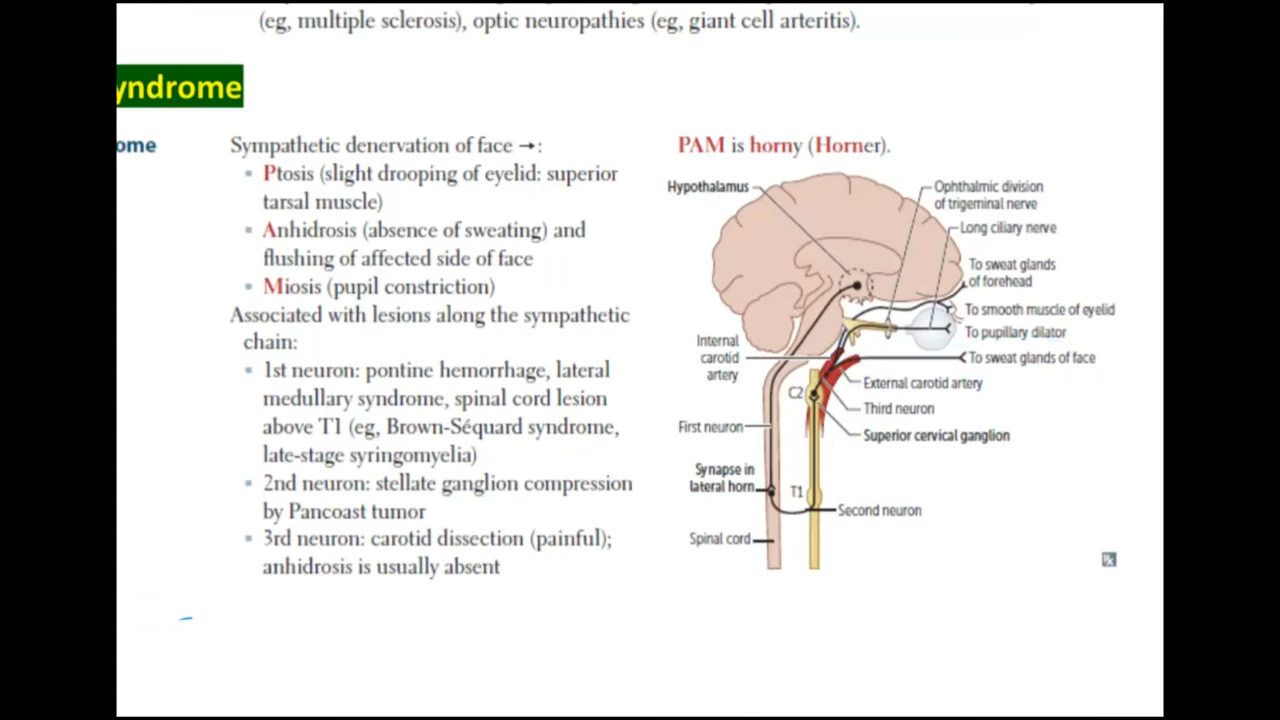 (eg, multiple sclerosis), optic neuropathies (eg, giant cell arteritis).
yndrome
ome
Sympathetic denervation of face →:
▪ Ptosis (slight drooping of eyelid: superior
tarsal muscle)
▪ Anhidrosis (absence of sweating) and
flushing of affected side of face
▪ Miosis (pupil constriction)
Associated with lesions along the sympathetic
chain:
▪ 1st neuron: pontine hemorrhage, lateral
medullary syndrome, spinal cord lesion
above T1 (eg, Brown-Séquard syndrome,
late-stage syringomyelia)
▪ 2nd neuron: stellate ganglion compression
by Pancoast tumor
▪ 3rd neuron: carotid dissection (painful);
anhidrosis is usually absent
PAM is horny (Horner).
Hypothalamus
Ophthalmic division
of trigeminal nerve
Long ciliary nerve
To sweat glands
of forehead
To smooth muscle of eyelid
To pupillary dilator
To sweat glands of face
Internal
carotid
artery
External carotid artery
C2
Third neuron
First neuron
Superior cervical ganglion
Synapse in
lateral horn
T1
Second neuron
Spinal cord